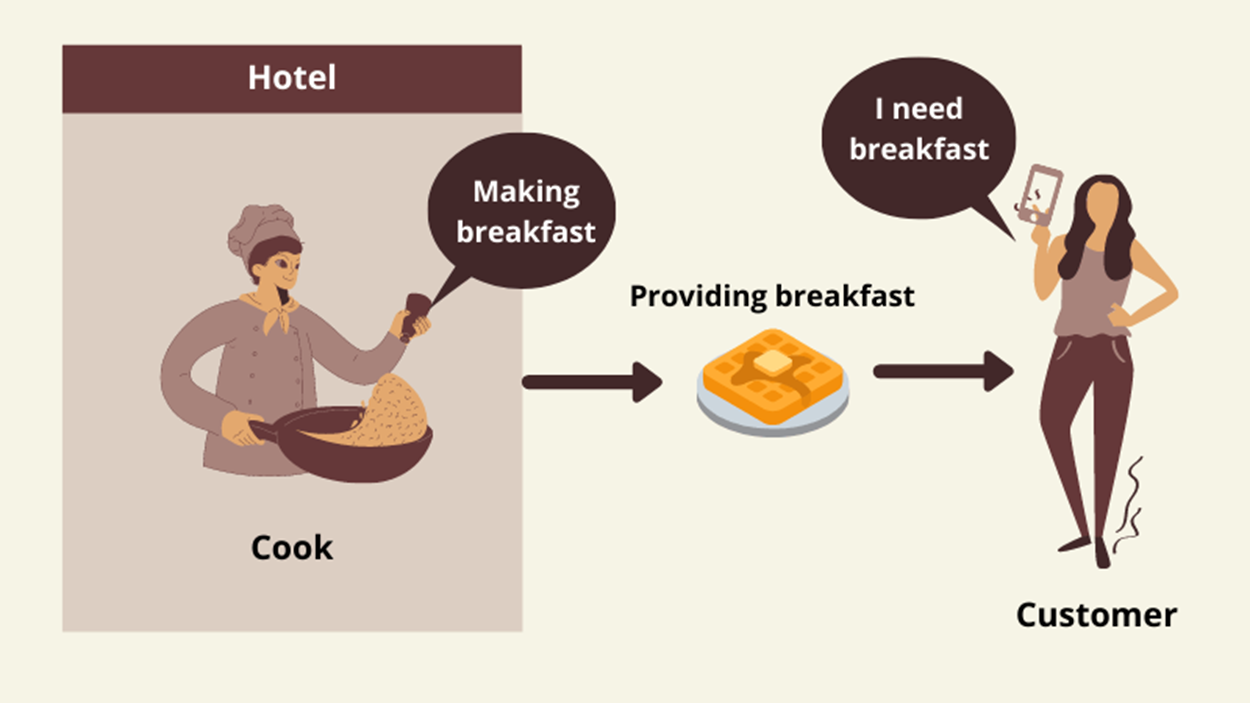 Hotel
Making
breakfast
Cook
Providing breakfast
I need
breakfast
Customer